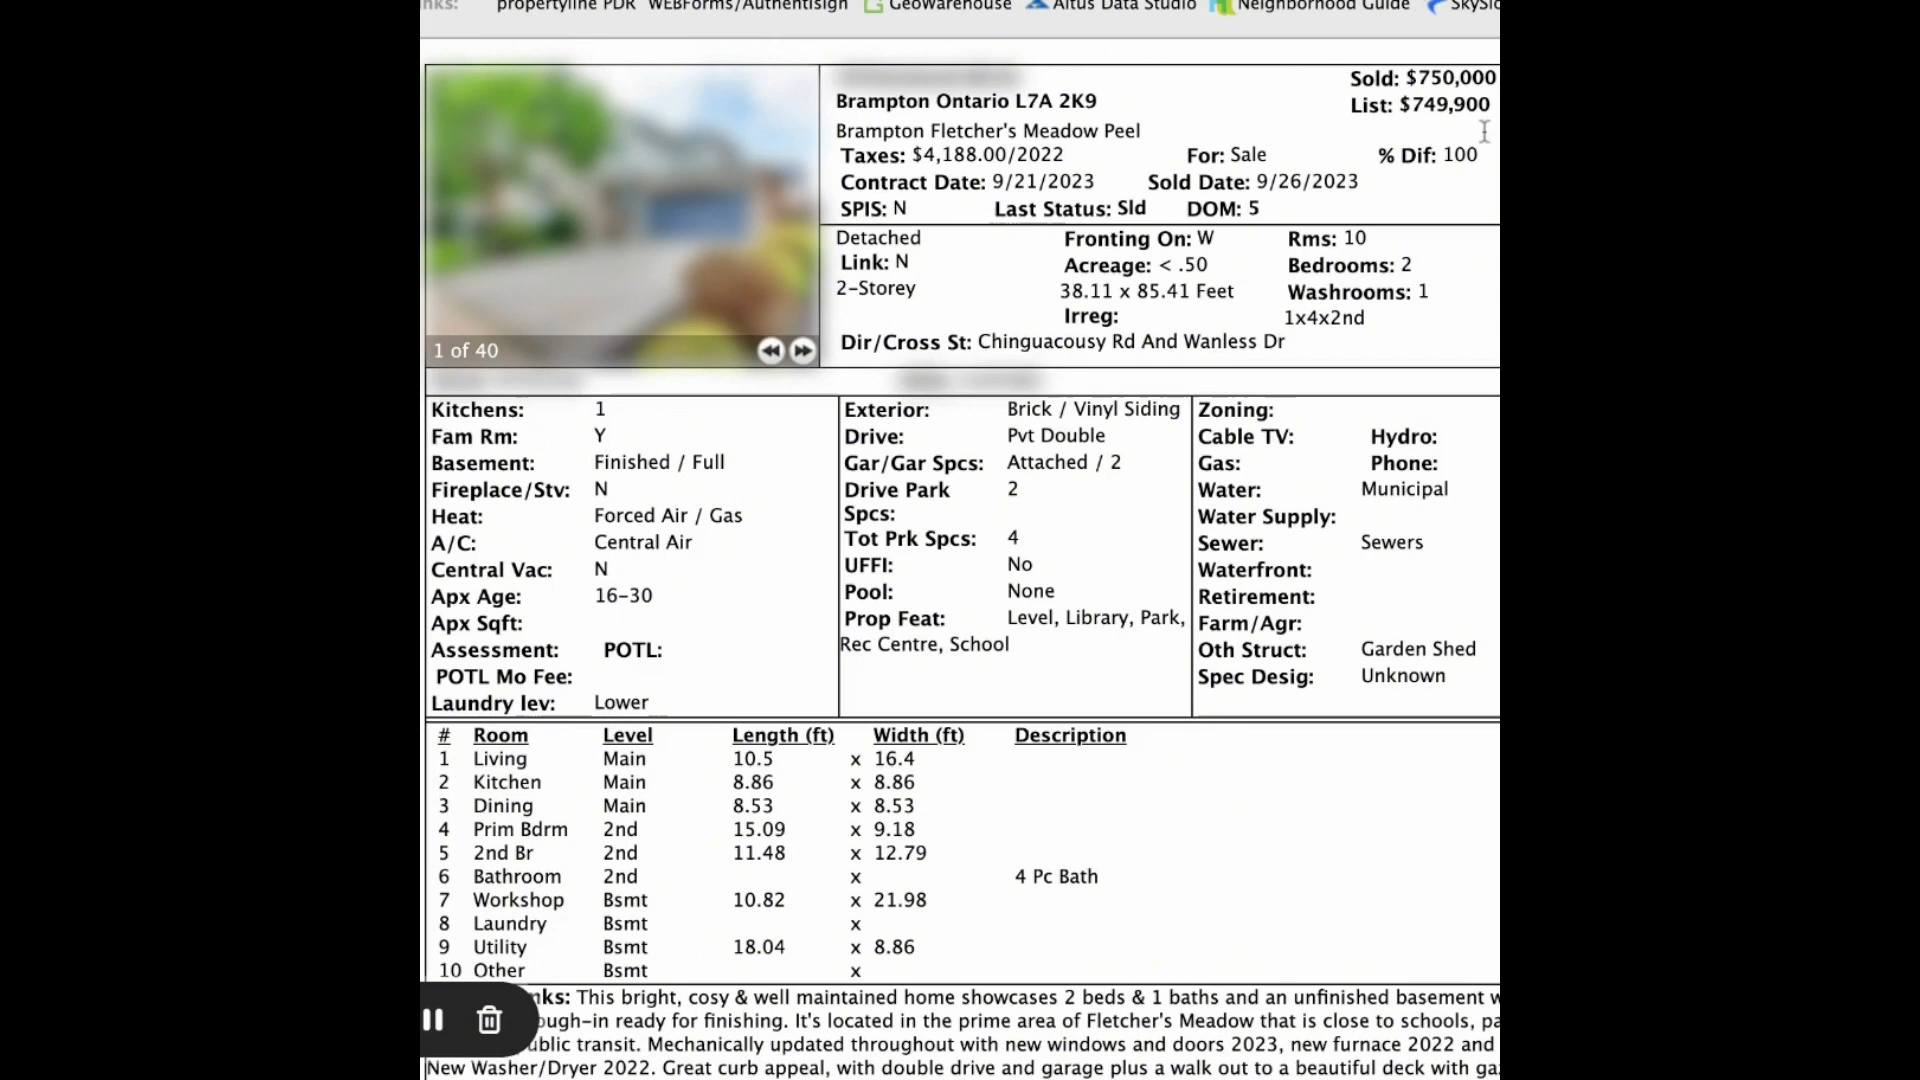 nks: propertyline PDR WEBForms/Authentisign GeoWarehouse Altus Data Studio Neighborhood Guide
Sold: $750,000
Brampton Ontario L7A 2K9
List: $749,900
Brampton Fletcher's Meadow Peel
Taxes: $4,188.00/2022 For: Sale % Dif: 100
Contract Date: 9/21/2023 Sold Date: 9/26/2023
SPIS: N Last Status: Sld DOM: 5
Detached Fronting On: W Rms: 10
Link: N Acreage: < .50 Bedrooms: 2
2-Storey 38.11 x 85.41 Feet Washrooms: 1
Irreg: 1x4x2nd
Dir/Cross St: Chinguacousy Rd And Wanless Dr
1 of 40
Kitchens: 1
Fam Rm: Y
Basement: Finished / Full
Fireplace/Stv: N
Heat: Forced Air / Gas
A/C: Central Air
Central Vac: N
Apx Age: 16-30
Apx Sqft:
Assessment: POTL:
POTL Mo Fee:
Laundry lev: Lower
Exterior: Brick / Vinyl Siding
Drive: Pvt Double
Gar/Gar Spcs: Attached / 2
Drive Park 2
Spcs:
Tot Prk Spcs: 4
UFFI: No
Pool: None
Prop Feat: Level, Library, Park,
Rec Centre, School
Zoning:
Cable TV: Hydro:
Gas: Phone:
Water: Municipal
Water Supply:
Sewer: Sewers
Waterfront:
Retirement:
Farm/Agr:
Oth Struct: Garden Shed
Spec Desig: Unknown
# Room Level Length (ft) Width (ft) Description
1 Living Main 10.5 x 16.4
2 Kitchen Main 8.86 x 8.86
3 Dining Main 8.53 x 8.53
4 Prim Bdrm 2nd 15.09 x 9.18
5 2nd Br 2nd 11.48 x 12.79
6 Bathroom 2nd x 4 Pc Bath
7 Workshop Bsmt 10.82 x 21.98
8 Laundry Bsmt x
9 Utility Bsmt 18.04 x 8.86
10 Other Bsmt x
nks: This bright, cosy & well maintained home showcases 2 beds & 1 baths and an unfinished basement w
ough-in ready for finishing. It's located in the prime area of Fletcher's Meadow that is close to schools, pa
ublic transit. Mechanically updated throughout with new windows and doors 2023, new furnace 2022 and
New Washer/Dryer 2022. Great curb appeal, with double drive and garage plus a walk out to a beautiful deck with ga